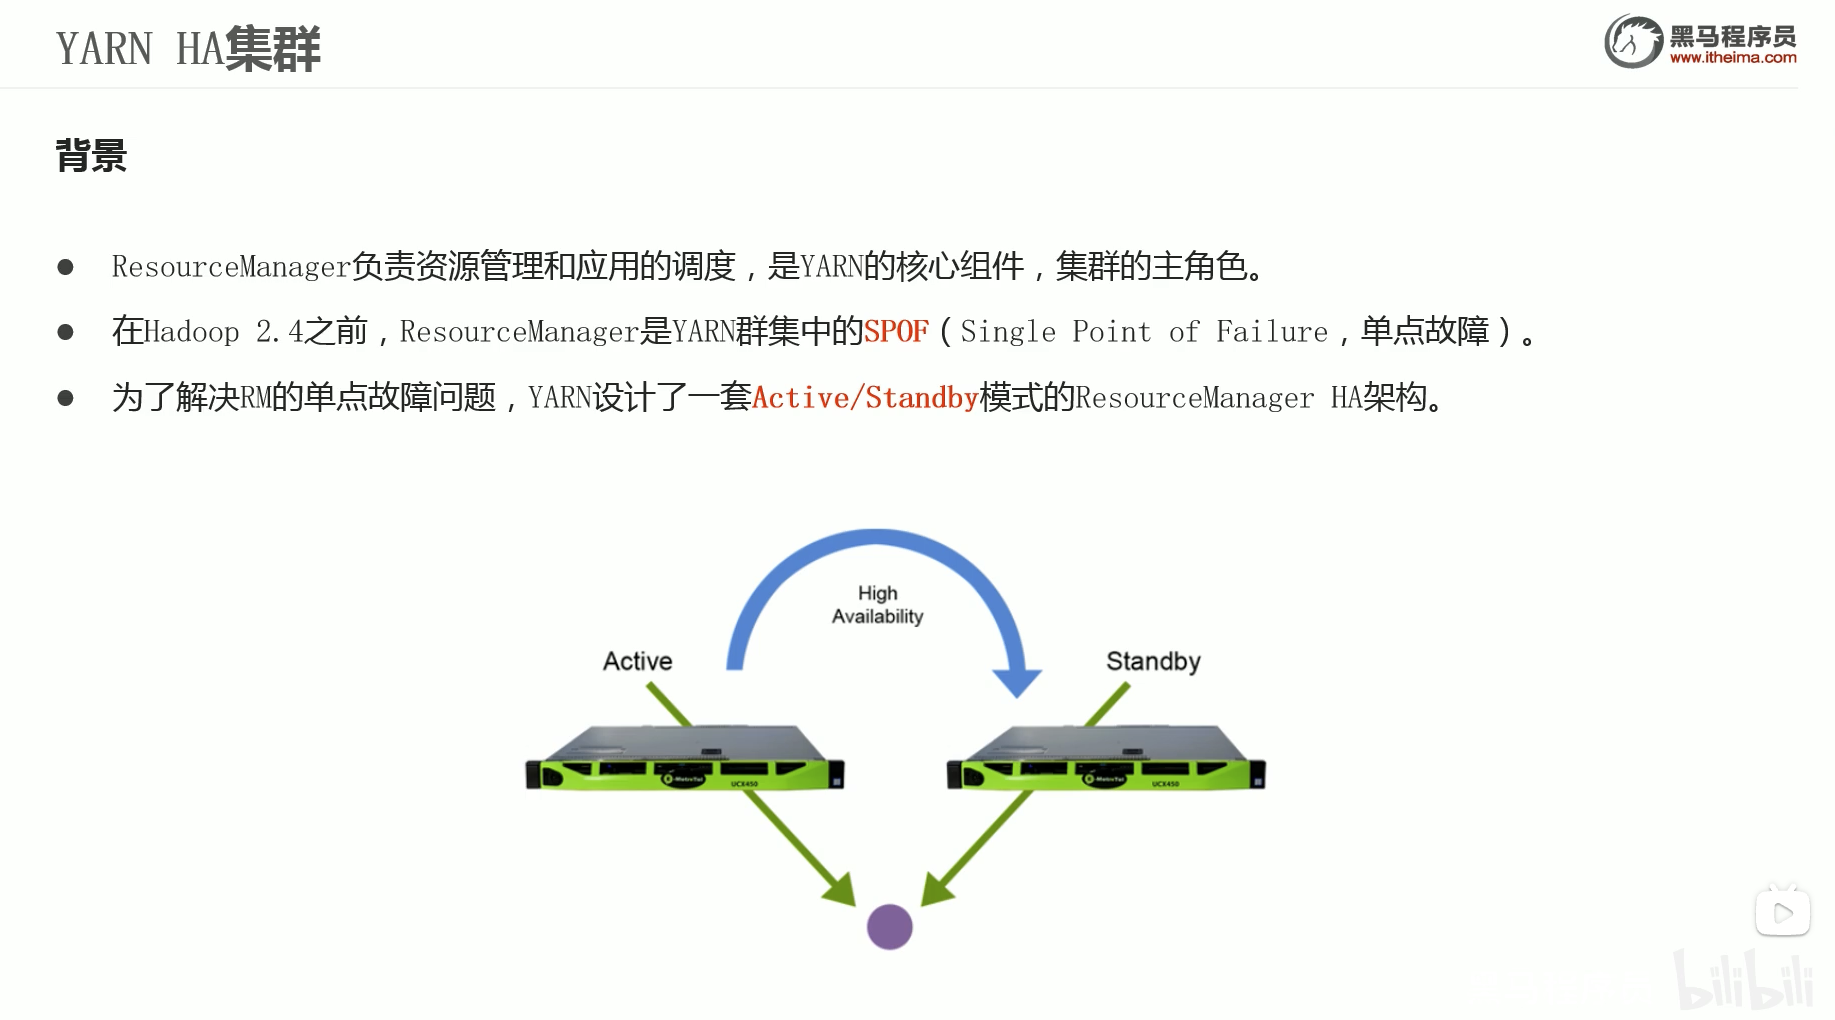 YARN HA集群
黑马程序员
www.itheima.com
背景
● ResourceManager负责资源管理和应用的调度，是YARN的核心组件，集群的主角色。
● 在Hadoop 2.4之前，ResourceManager是YARN群集中的SPOF（Single Point of Failure，单点故障）。
● 为了解决RM的单点故障问题，YARN设计了一套Active/Standby模式的ResourceManager HA架构。
High
Availability
Active
Standby
MetroTel
UCX450
MetroTel
UCX450
bilibili